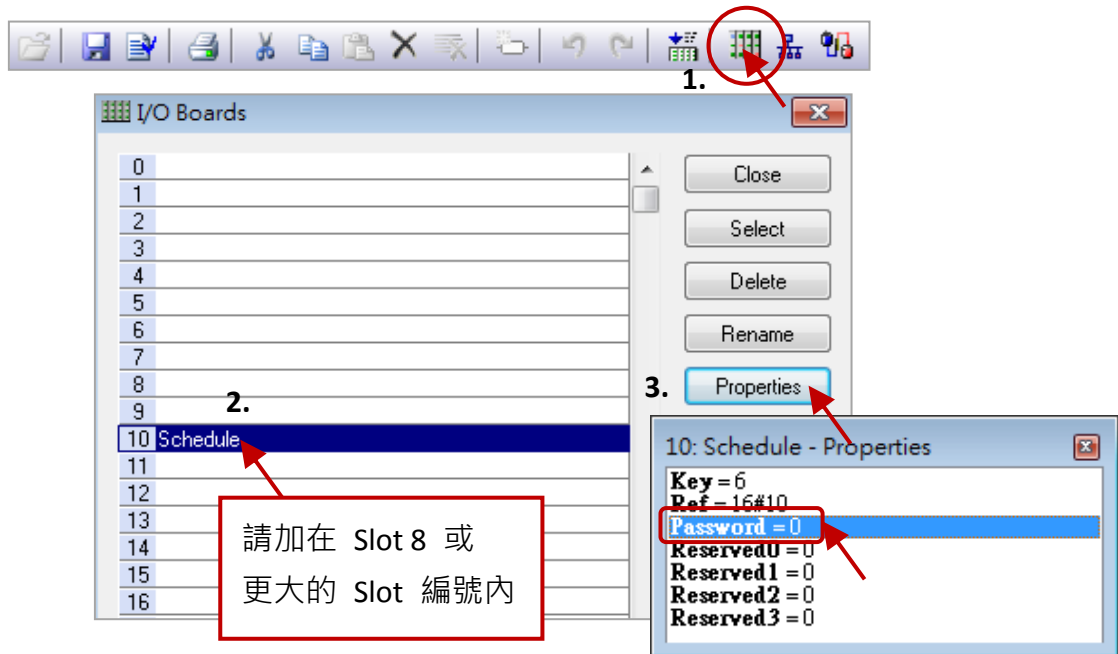 1.
I/O Boards
0
1
2
3
4
5
6
7
8
9
10 Schedule
11
12
13
14
15
16
Close
Select
Delete
Rename
Properties
2.
3.
請加在 Slot 8 或
更大的 Slot 編號內
10: Schedule - Properties
Key = 6
Ref = 16#10
Password = 0
Reserved0 = 0
Reserved1 = 0
Reserved2 = 0
Reserved3 = 0